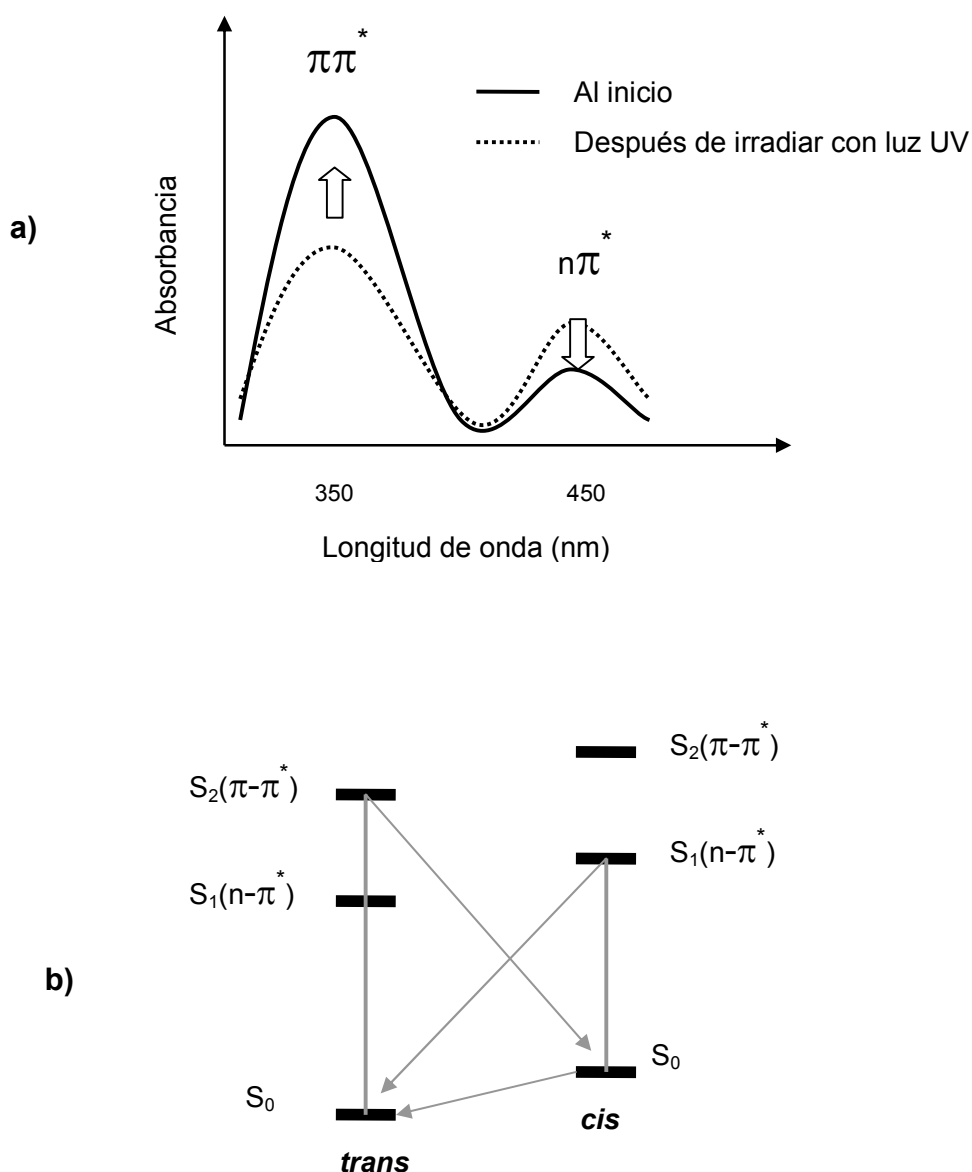 ππ*
Al inicio
Después de irradiar con luz UV
a)
Absorbancia
nπ*
350
450
Longitud de onda (nm)
S₂(π-π*)
S₂(π-π*)
S₁(n-π*)
S₁(n-π*)
b)
S₀
S₀
cis
trans